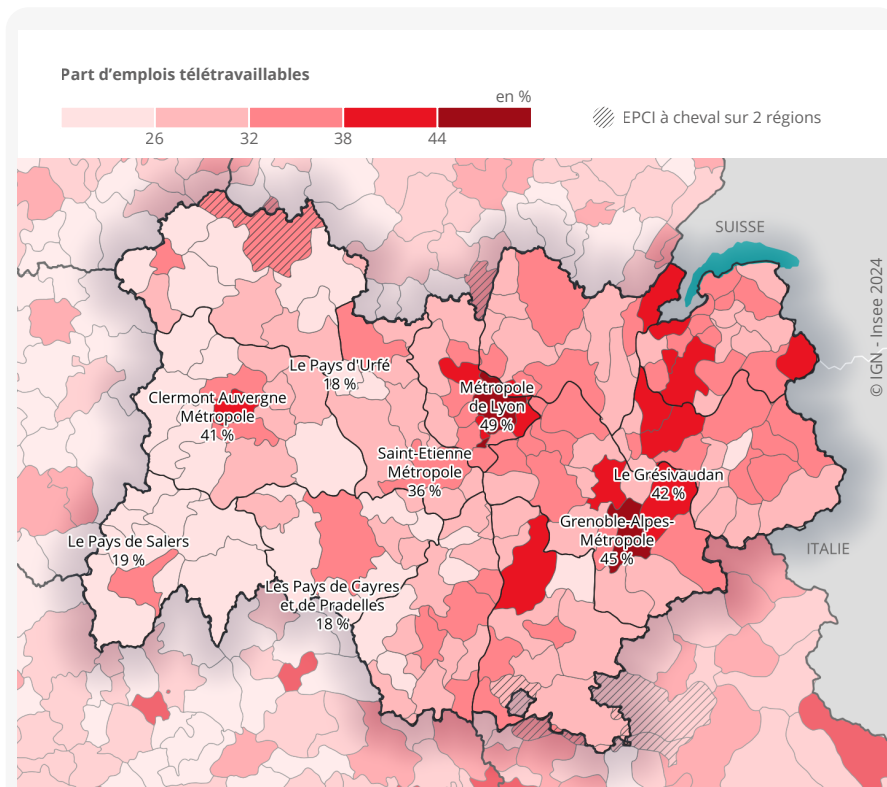 Part d’emplois télétravaillables
en %
26 32 38 44
EPCI à cheval sur 2 régions
SUISSE
© IGN - Insee 2024
Le Pays d'Urfé
18 %
Clermont Auvergne
Métropole
41 %
Métropole
de Lyon
49 %
Saint-Etienne
Métropole
36 %
Le Grésivaudan
42 %
Grenoble-Alpes-
Métropole
45 %
Le Pays de Salers
19 %
ITALIE
Les Pays de Cayres
et de Pradelles
18 %